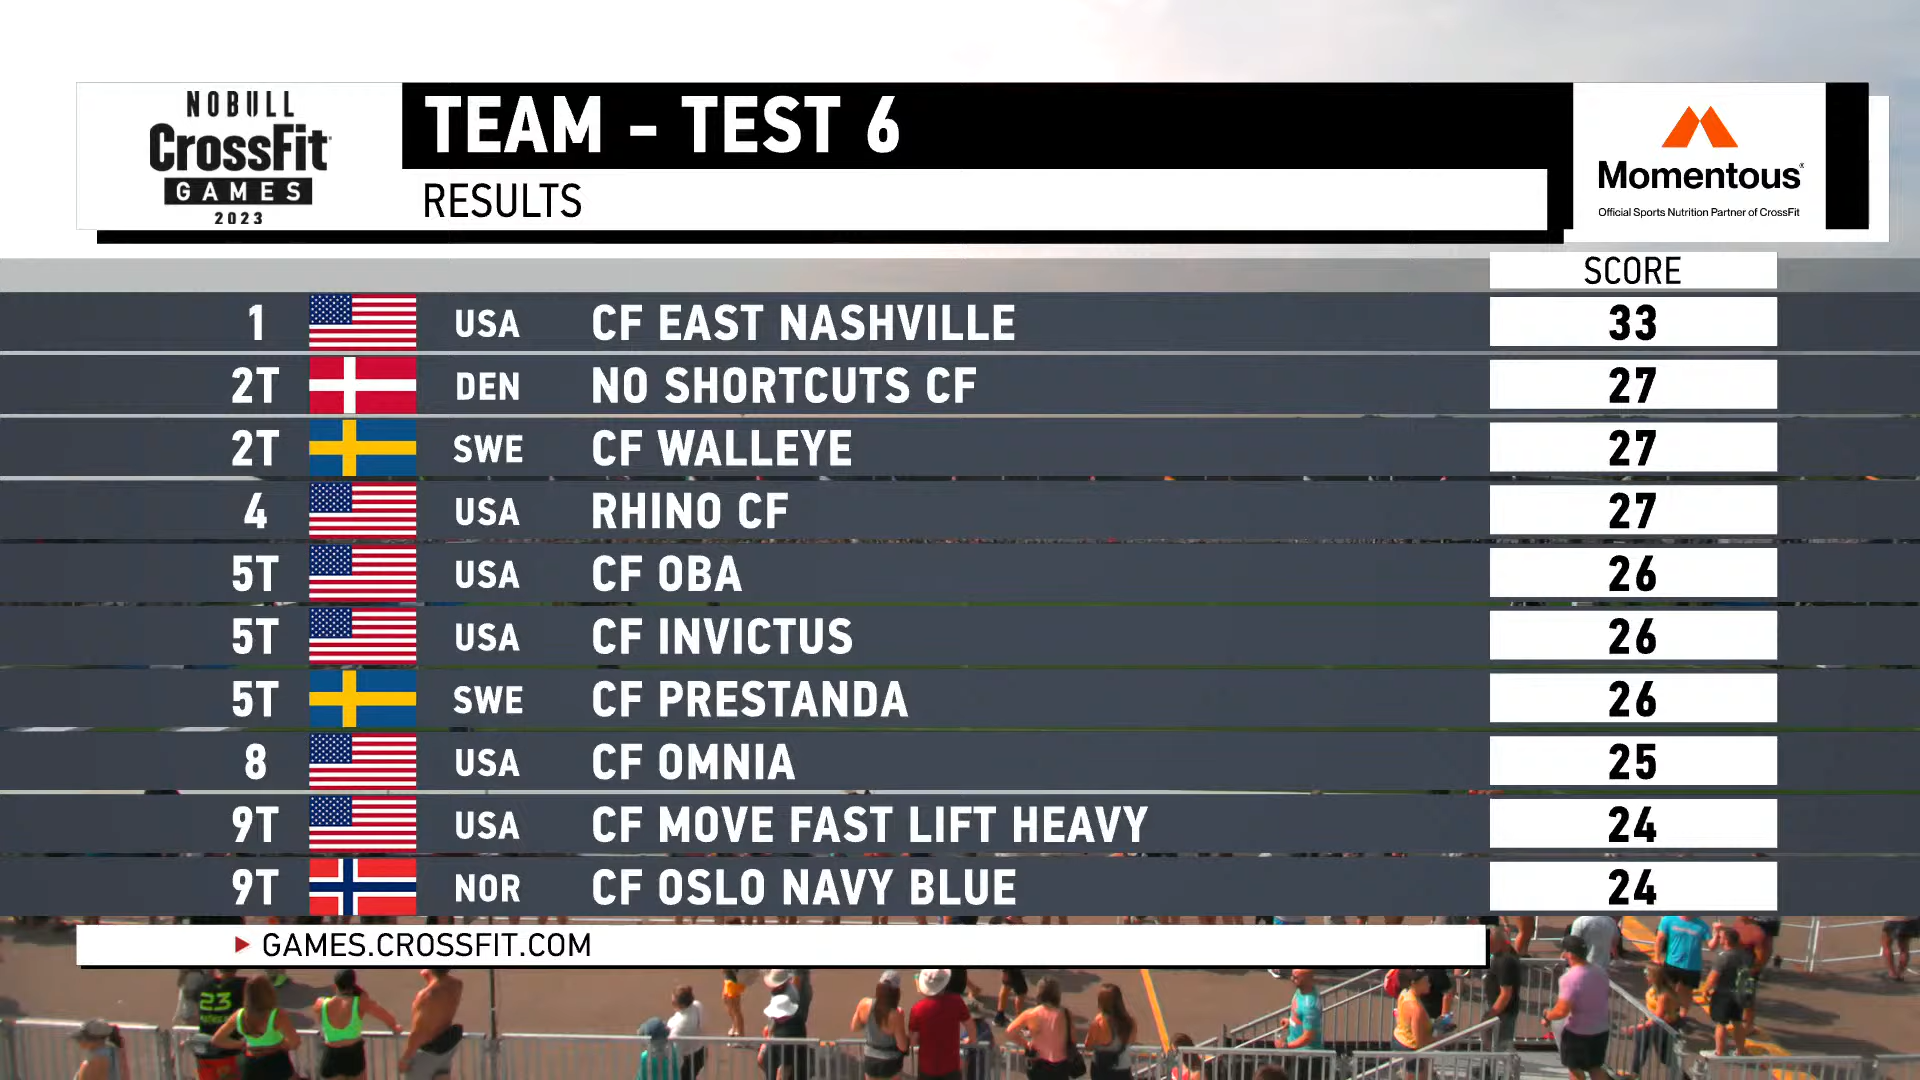 NOBULL
CrossFit
GAMES
2023
TEAM - TEST 6
RESULTS
Momentous
Official Sports Nutrition Partner of CrossFit
SCORE
1 USA CF EAST NASHVILLE 33
2T DEN NO SHORTCUTS CF 27
2T SWE CF WALLEYE 27
4 USA RHINO CF 27
5T USA CF OBA 26
5T USA CF INVICTUS 26
5T SWE CF PRESTANDA 26
8 USA CF OMNIA 25
9T USA CF MOVE FAST LIFT HEAVY 24
9T NOR CF OSLO NAVY BLUE 24
GAMES.CROSSFIT.COM
23